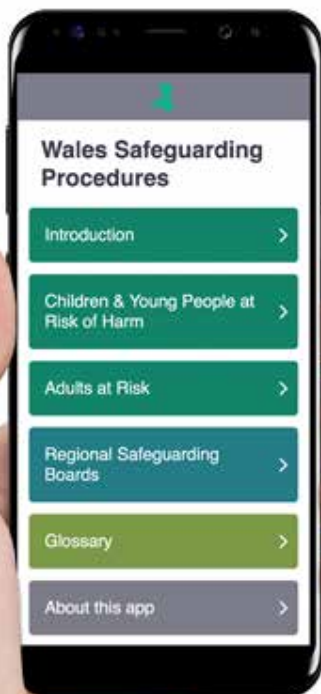 Wales Safeguarding
Procedures
Introduction
Children & Young People at
Risk of Harm
Adults at Risk
Regional Safeguarding
Boards
Glossary
About this app